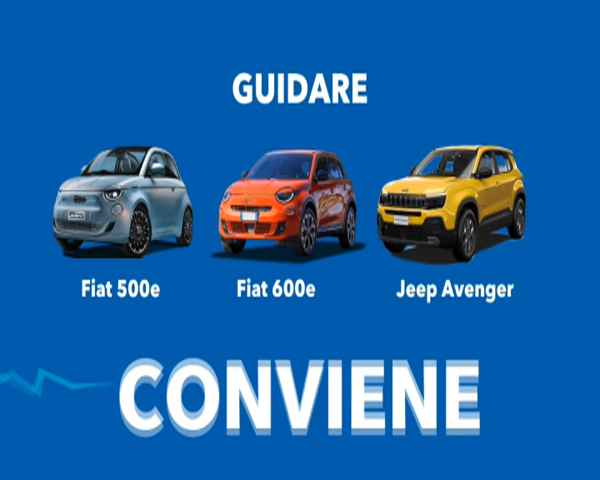 GUIDARE
Fiat 500e
Fiat 600e
Jeep Avenger
CONVIENE